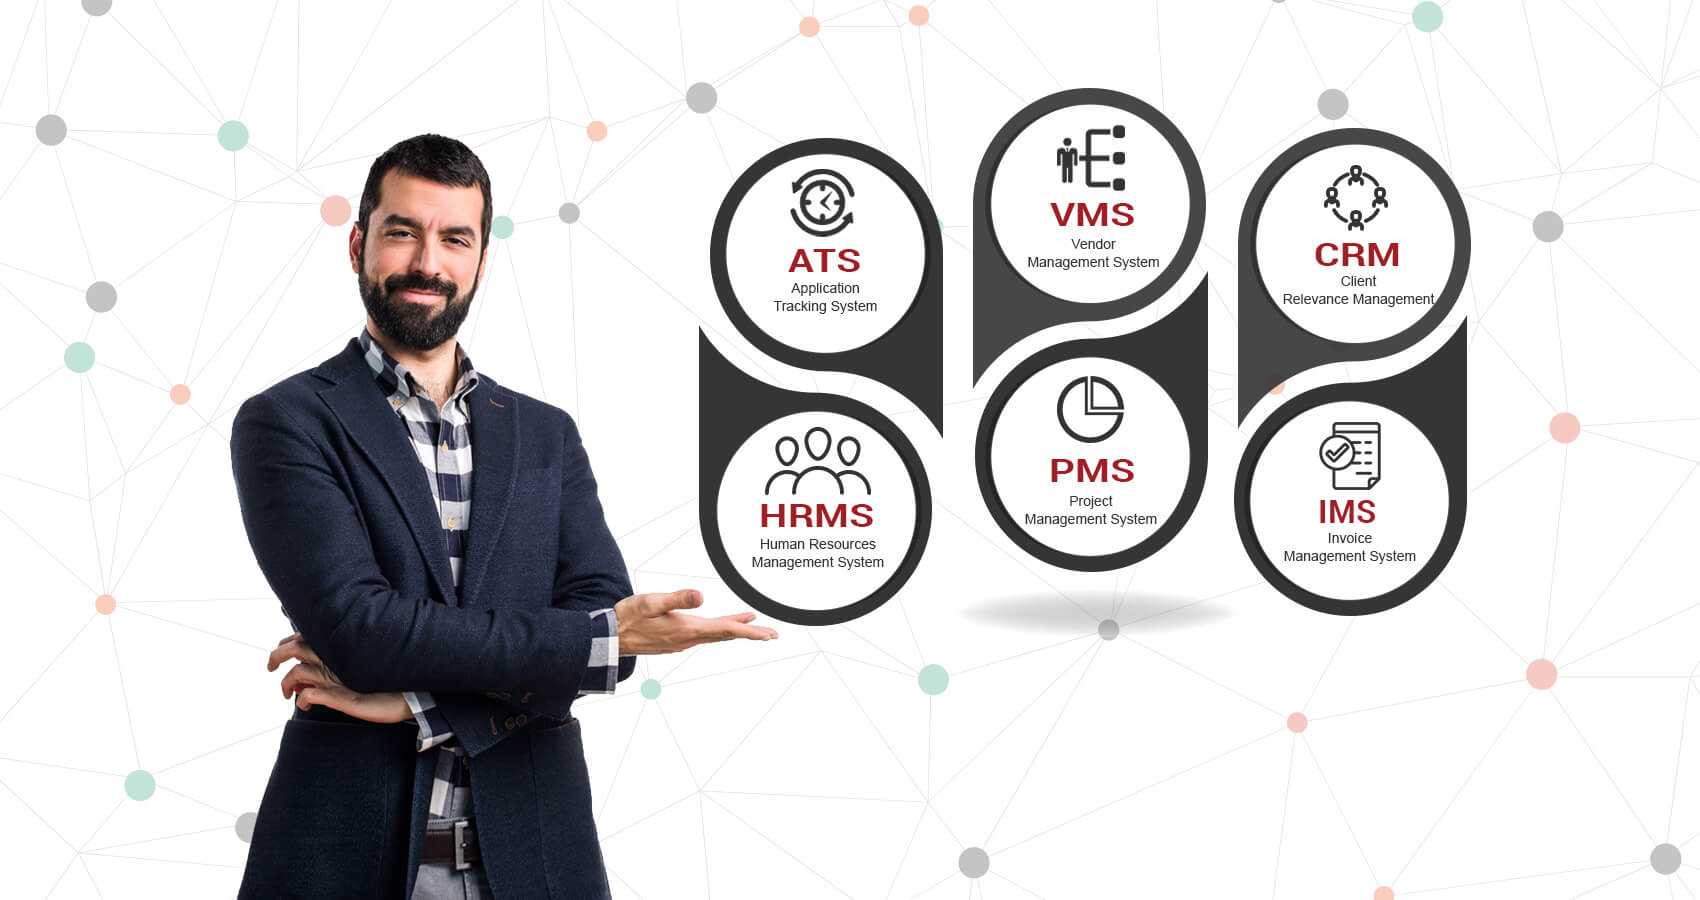 ATS
Application
Tracking System
VMS
Vendor
Management System
CRM
Client
Relevance Management
HRMS
Human Resources
Management System
PMS
Project
Management System
IMS
Invoice
Management System